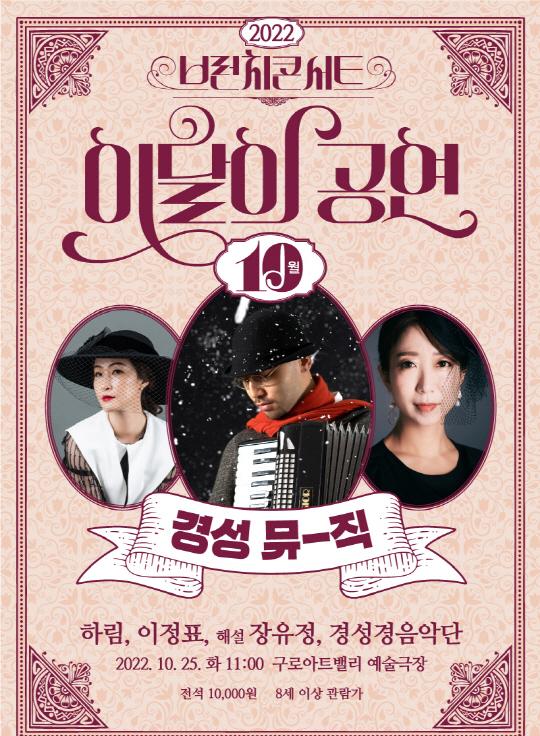 2022
브런치콘서트
이달의 공연
10월
경성 뮤-직
하림, 이정표, 해설 장유정, 경성경음악단
2022. 10. 25. 화 11:00 구로아트밸리 예술극장
전석 10,000원 8세 이상 관람가